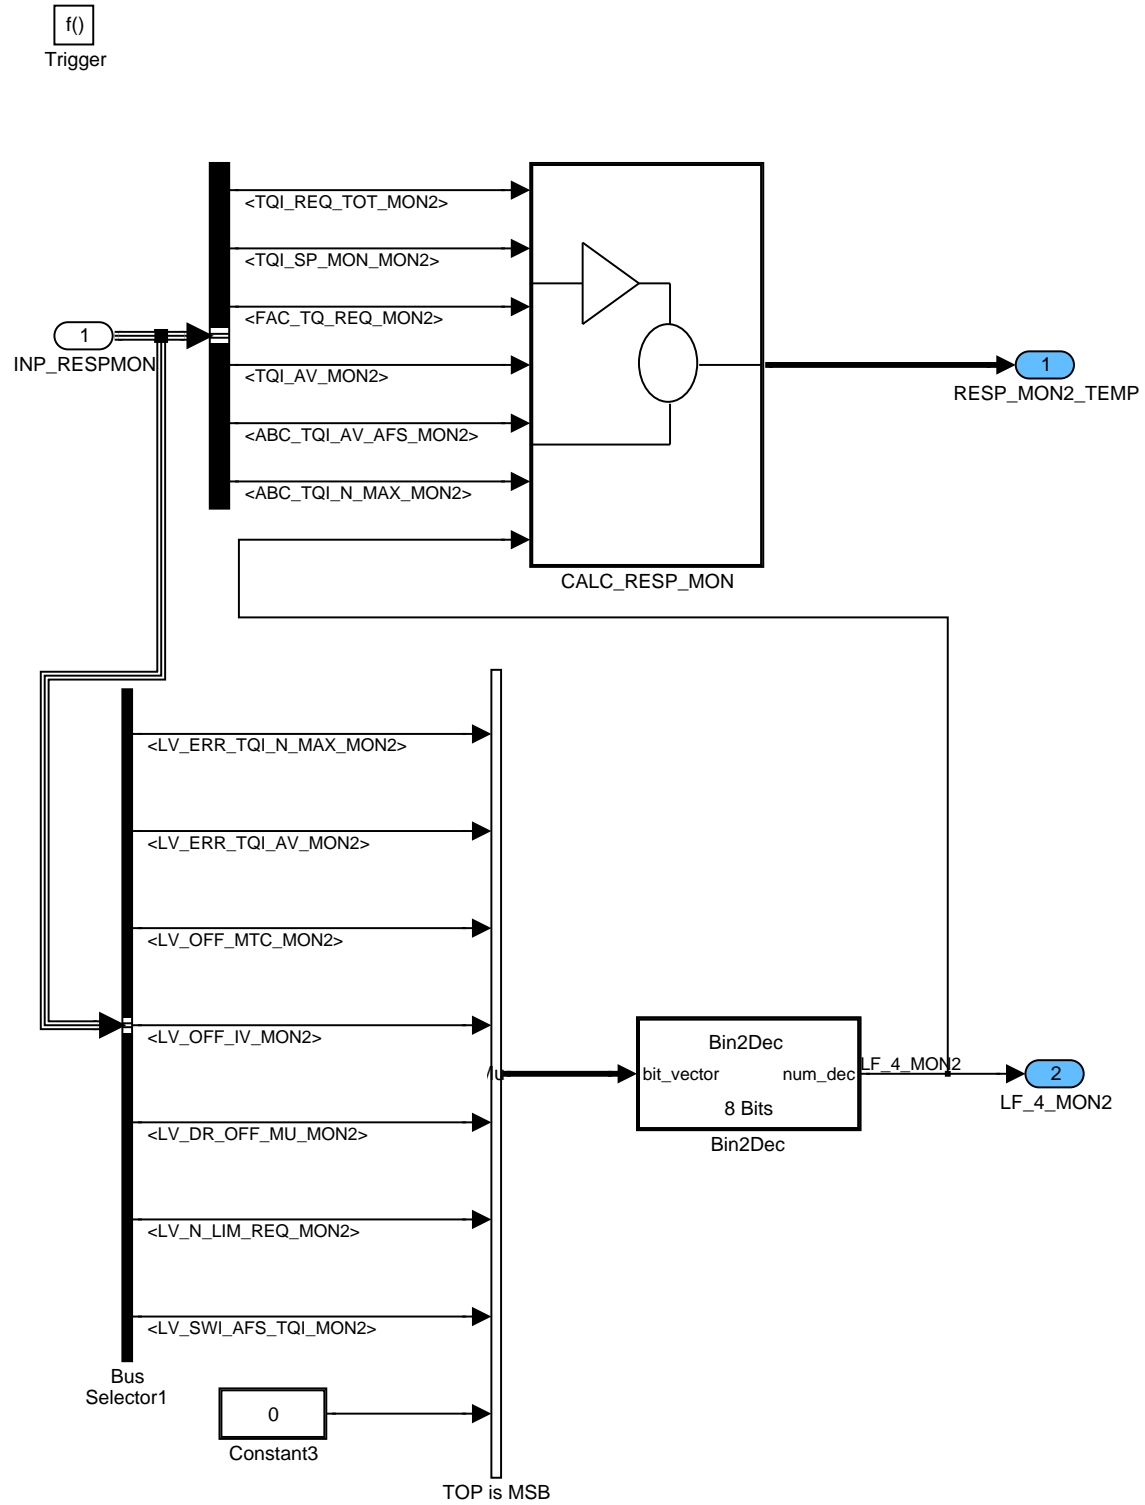 f()
Trigger
<TQI_REQ_TOT_MON2>
<TQI_SP_MON_MON2>
<FAC_TQ_REQ_MON2>
1
INP_RESPMON
<TQI_AV_MON2>
1
RESP_MON2_TEMP
<ABC_TQI_AV_AFS_MON2>
<ABC_TQI_N_MAX_MON2>
CALC_RESP_MON
<LV_ERR_TQI_N_MAX_MON2>
<LV_ERR_TQI_AV_MON2>
<LV_OFF_MTC_MON2>
<LV_OFF_IV_MON2>
Bin2Dec
bit_vector
num_dec
8 Bits
Bin2Dec
LF_4_MON2
2
LF_4_MON2
<LV_DR_OFF_MU_MON2>
<LV_N_LIM_REQ_MON2>
<LV_SWI_AFS_TQI_MON2>
Bus
Selector1
0
Constant3
TOP is MSB